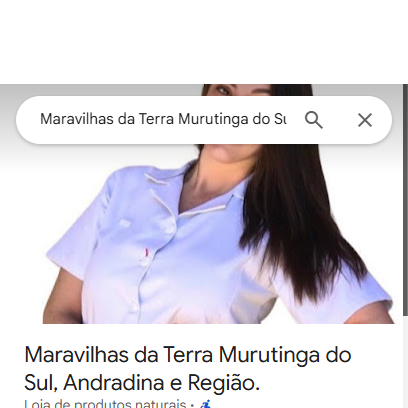 Maravilhas da Terra Murutinga do Su
Maravilhas da Terra Murutinga do
Sul, Andradina e Região.
Loja de produtos naturais ·